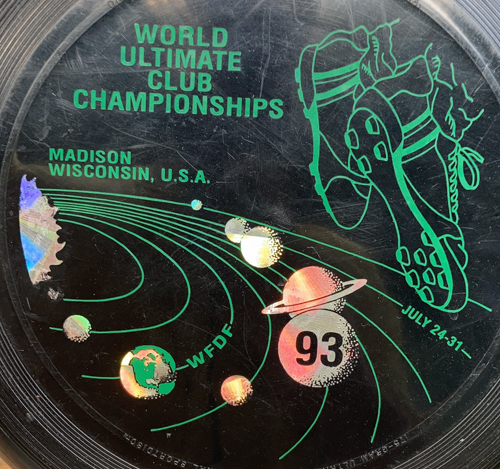 WORLD
ULTIMATE
CLUB
CHAMPIONSHIPS
MADISON
WISCONSIN, U.S.A.
JULY 24-31
WFDF
93